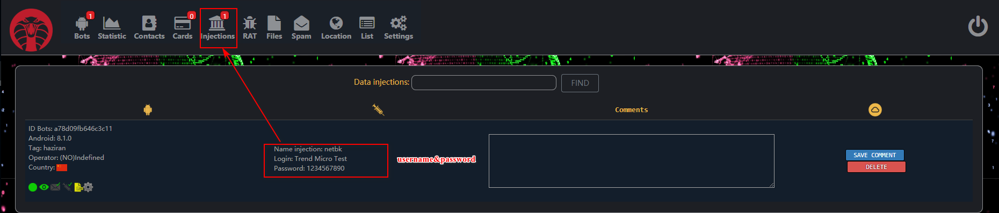 1
0
1
Bots Statistic Contacts Cards Injections RAT Files Spam Location List Settings
Data injections: FIND
Comments
ID Bots: a78d09fb646c3c11
Android: 8.1.0
Tag: haziran
Operator: (NO)Indefined
Country:
Name injection: netbk
Login: Trend Micro Test
Password: 1234567890
username&password
SAVE COMMENT
DELETE